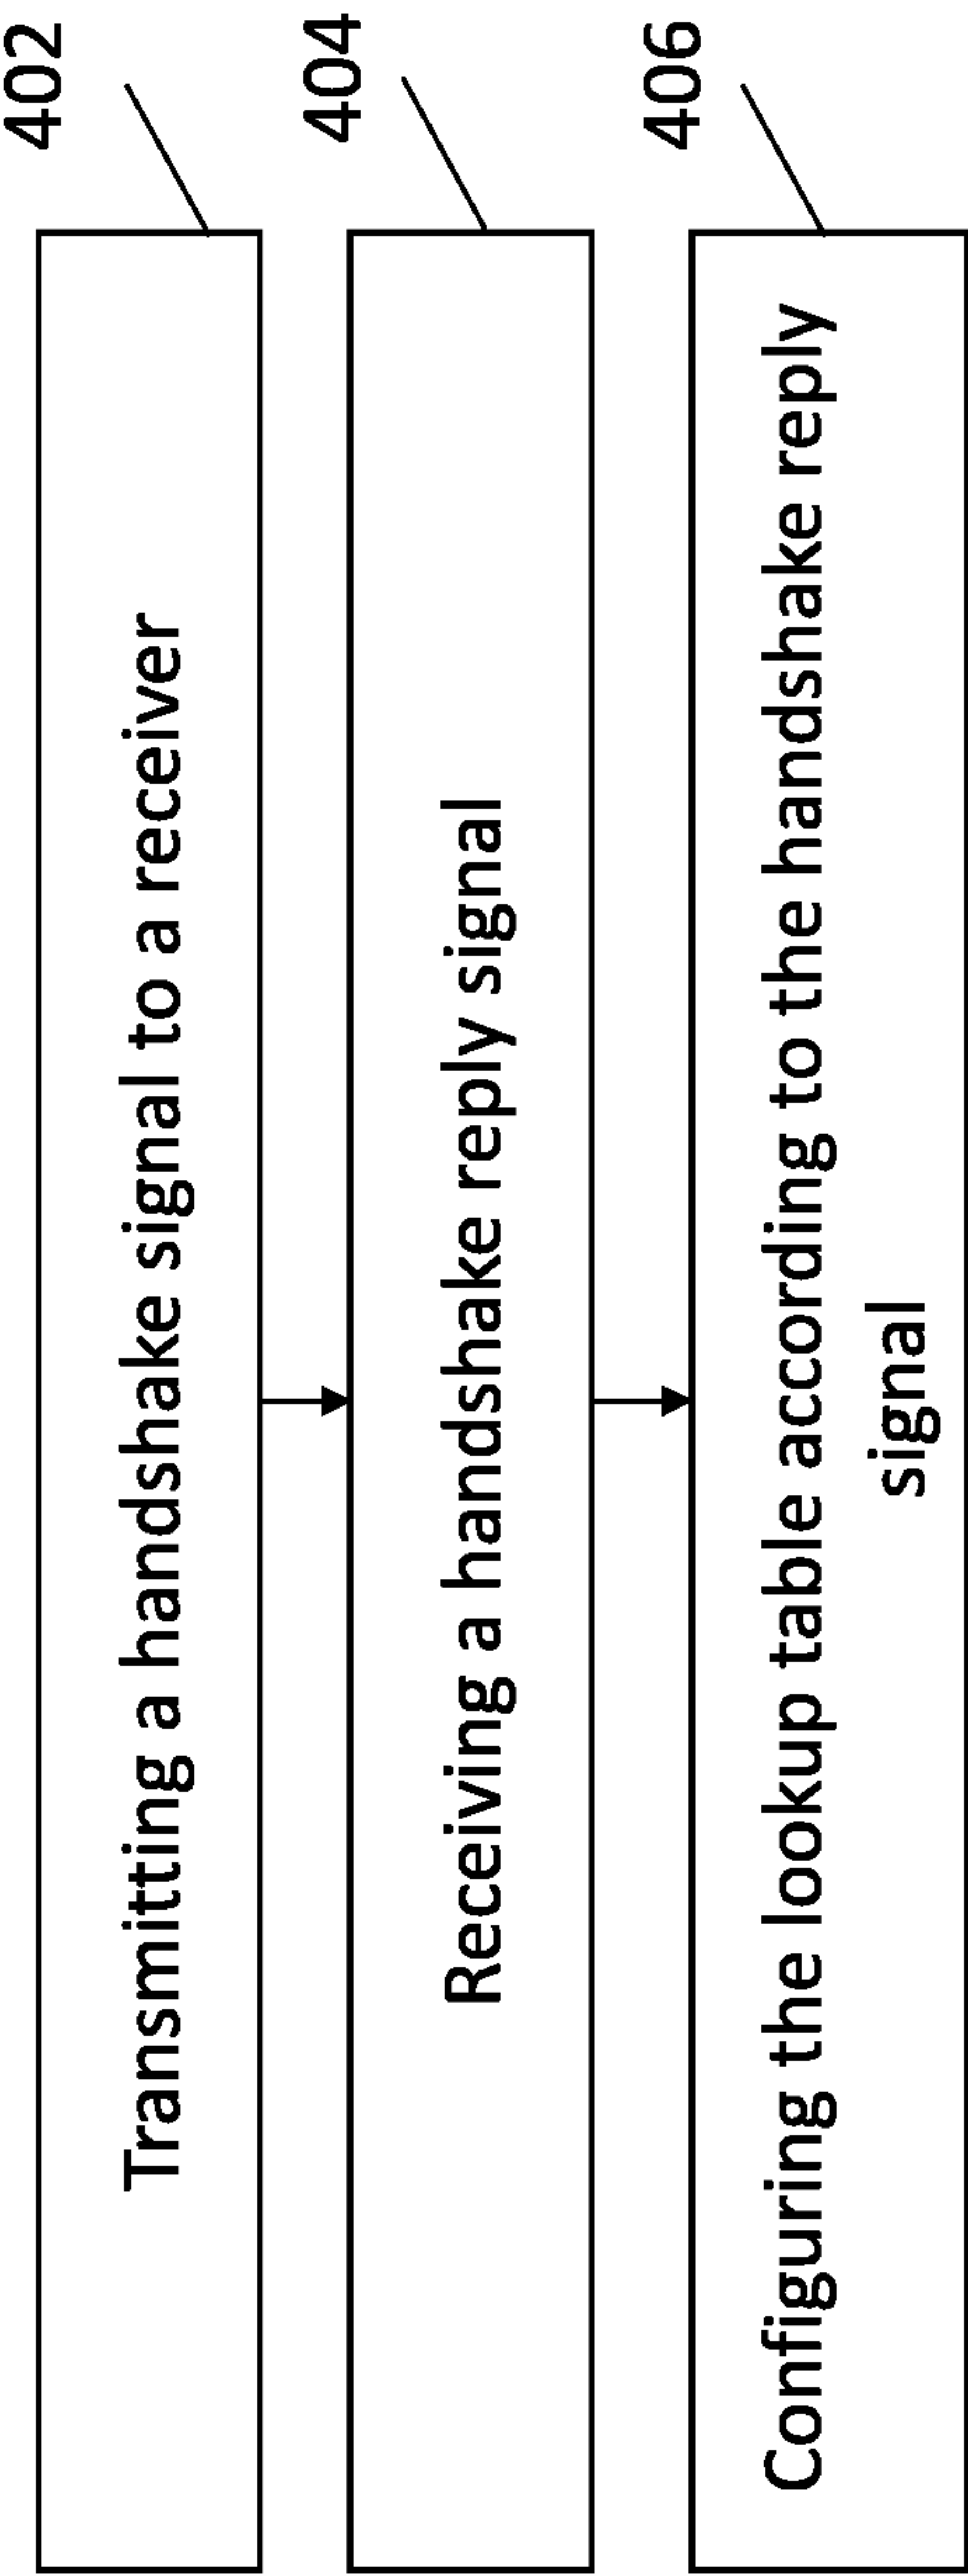 402
Transmitting a handshake signal to a receiver
404
Receiving a handshake reply signal
406
Configuring the lookup table according to the handshake reply
signal